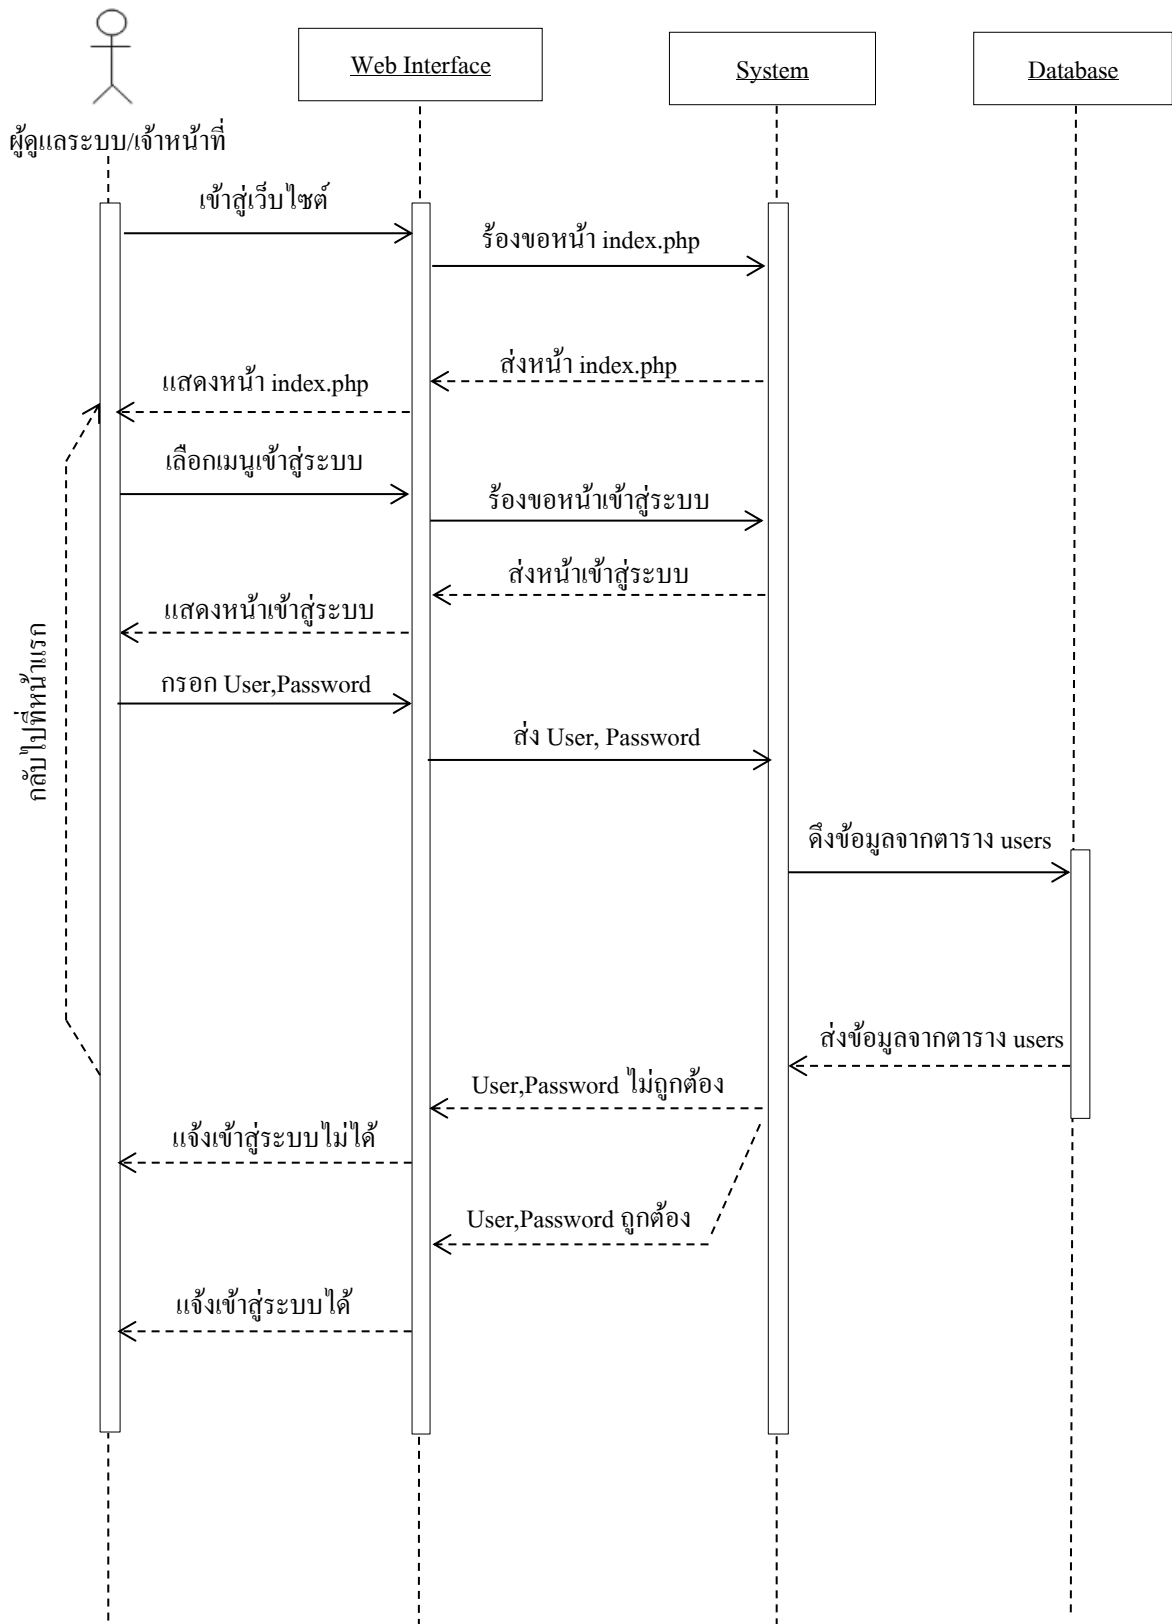 Web Interface
System
Database
ผู้ดูแลระบบ/เจ้าหน้าที่
เข้าสู่เว็บไซต์
ร้องขอหน้า index.php
ส่งหน้า index.php
แสดงหน้า index.php
เลือกเมนูเข้าสู่ระบบ
ร้องขอหน้าเข้าสู่ระบบ
ส่งหน้าเข้าสู่ระบบ
แสดงหน้าเข้าสู่ระบบ
กลับไปที่หน้าแรก
กรอก User,Password
ส่ง User, Password
ดึงข้อมูลจากตาราง users
ส่งข้อมูลจากตาราง users
User,Password ไม่ถูกต้อง
แจ้งเข้าสู่ระบบไม่ได้
User,Password ถูกต้อง
แจ้งเข้าสู่ระบบได้